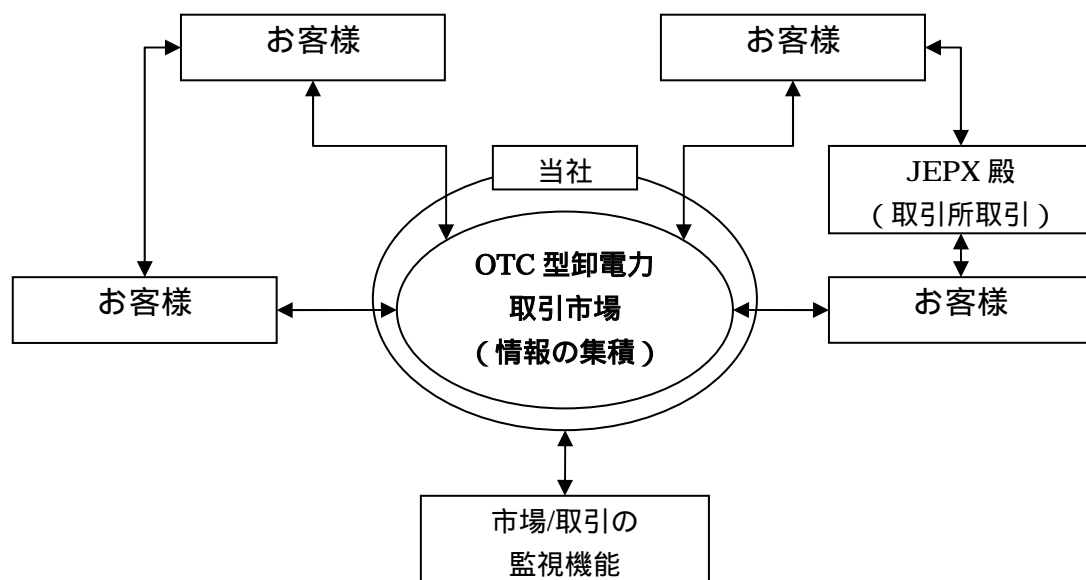 お客様
お客様
当社
JEPX 殿
（取引所取引）
OTC 型卸電力
取引市場
（情報の集積）
お客様
お客様
市場/取引の
監視機能